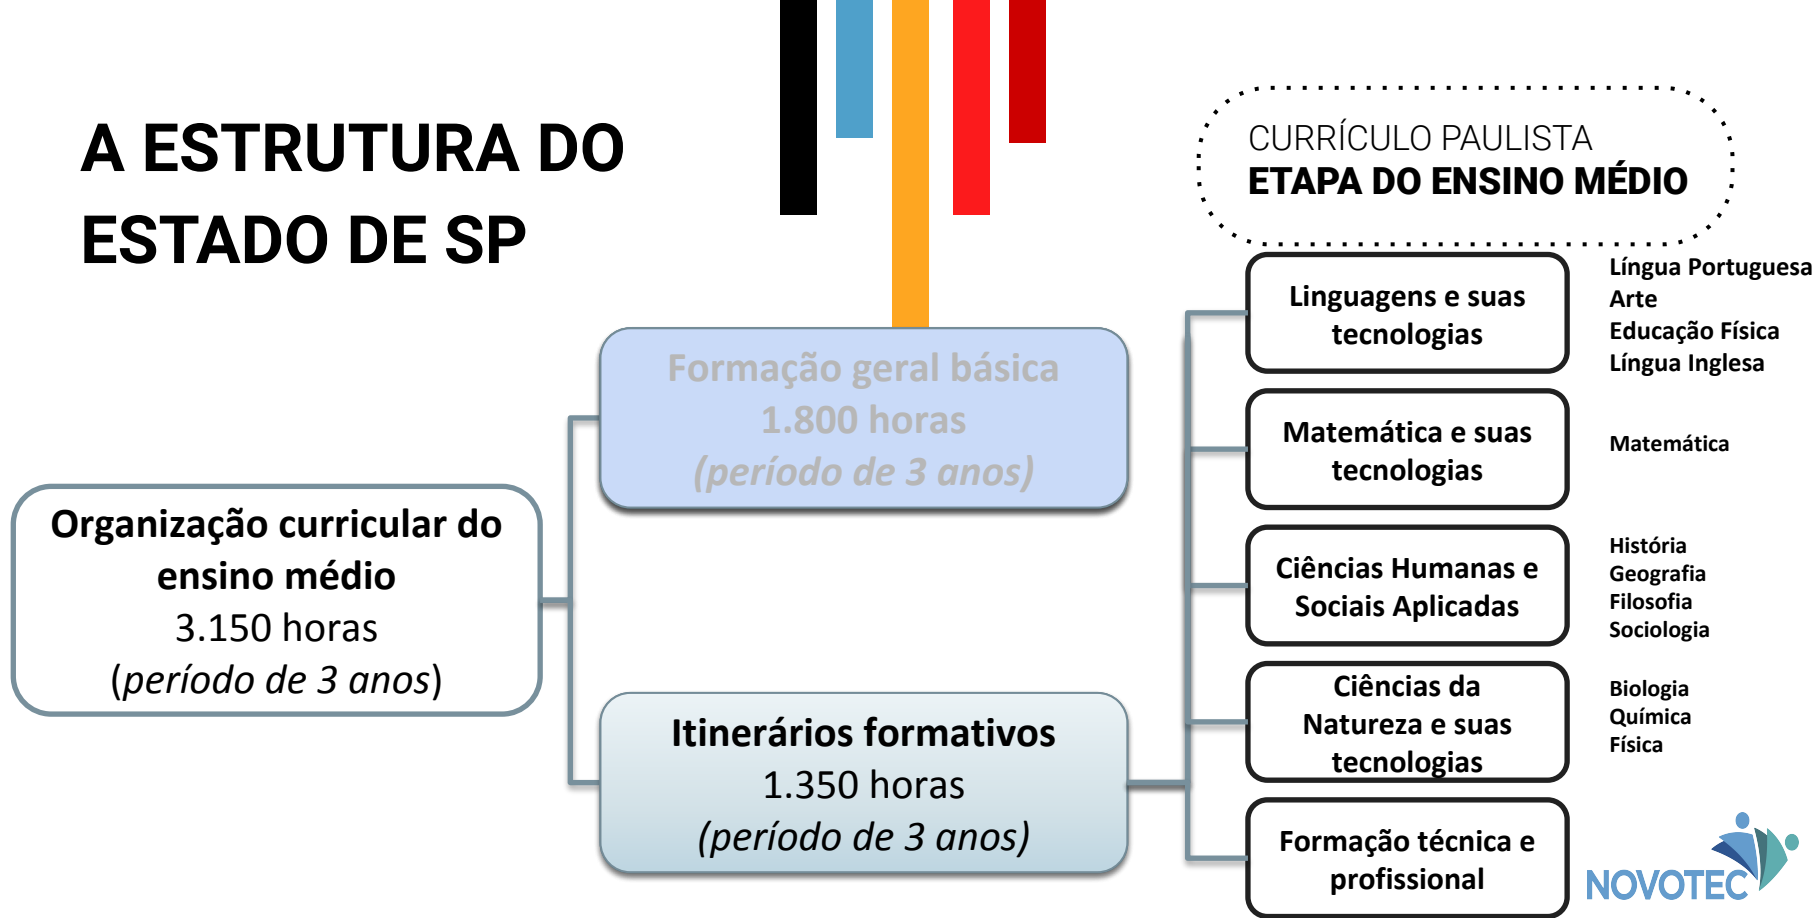 A ESTRUTURA DO
ESTADO DE SP
CURRÍCULO PAULISTA
ETAPA DO ENSINO MÉDIO
Organização curricular do
ensino médio
3.150 horas
(período de 3 anos)
Formação geral básica
1.800 horas
(período de 3 anos)
Itinerários formativos
1.350 horas
(período de 3 anos)
Linguagens e suas
tecnologias
Língua Portuguesa
Arte
Educação Física
Língua Inglesa
Matemática e suas
tecnologias
Matemática
Ciências Humanas e
Sociais Aplicadas
História
Geografia
Filosofia
Sociologia
Ciências da
Natureza e suas
tecnologias
Biologia
Química
Física
Formação técnica e
profissional
NOVOTEC